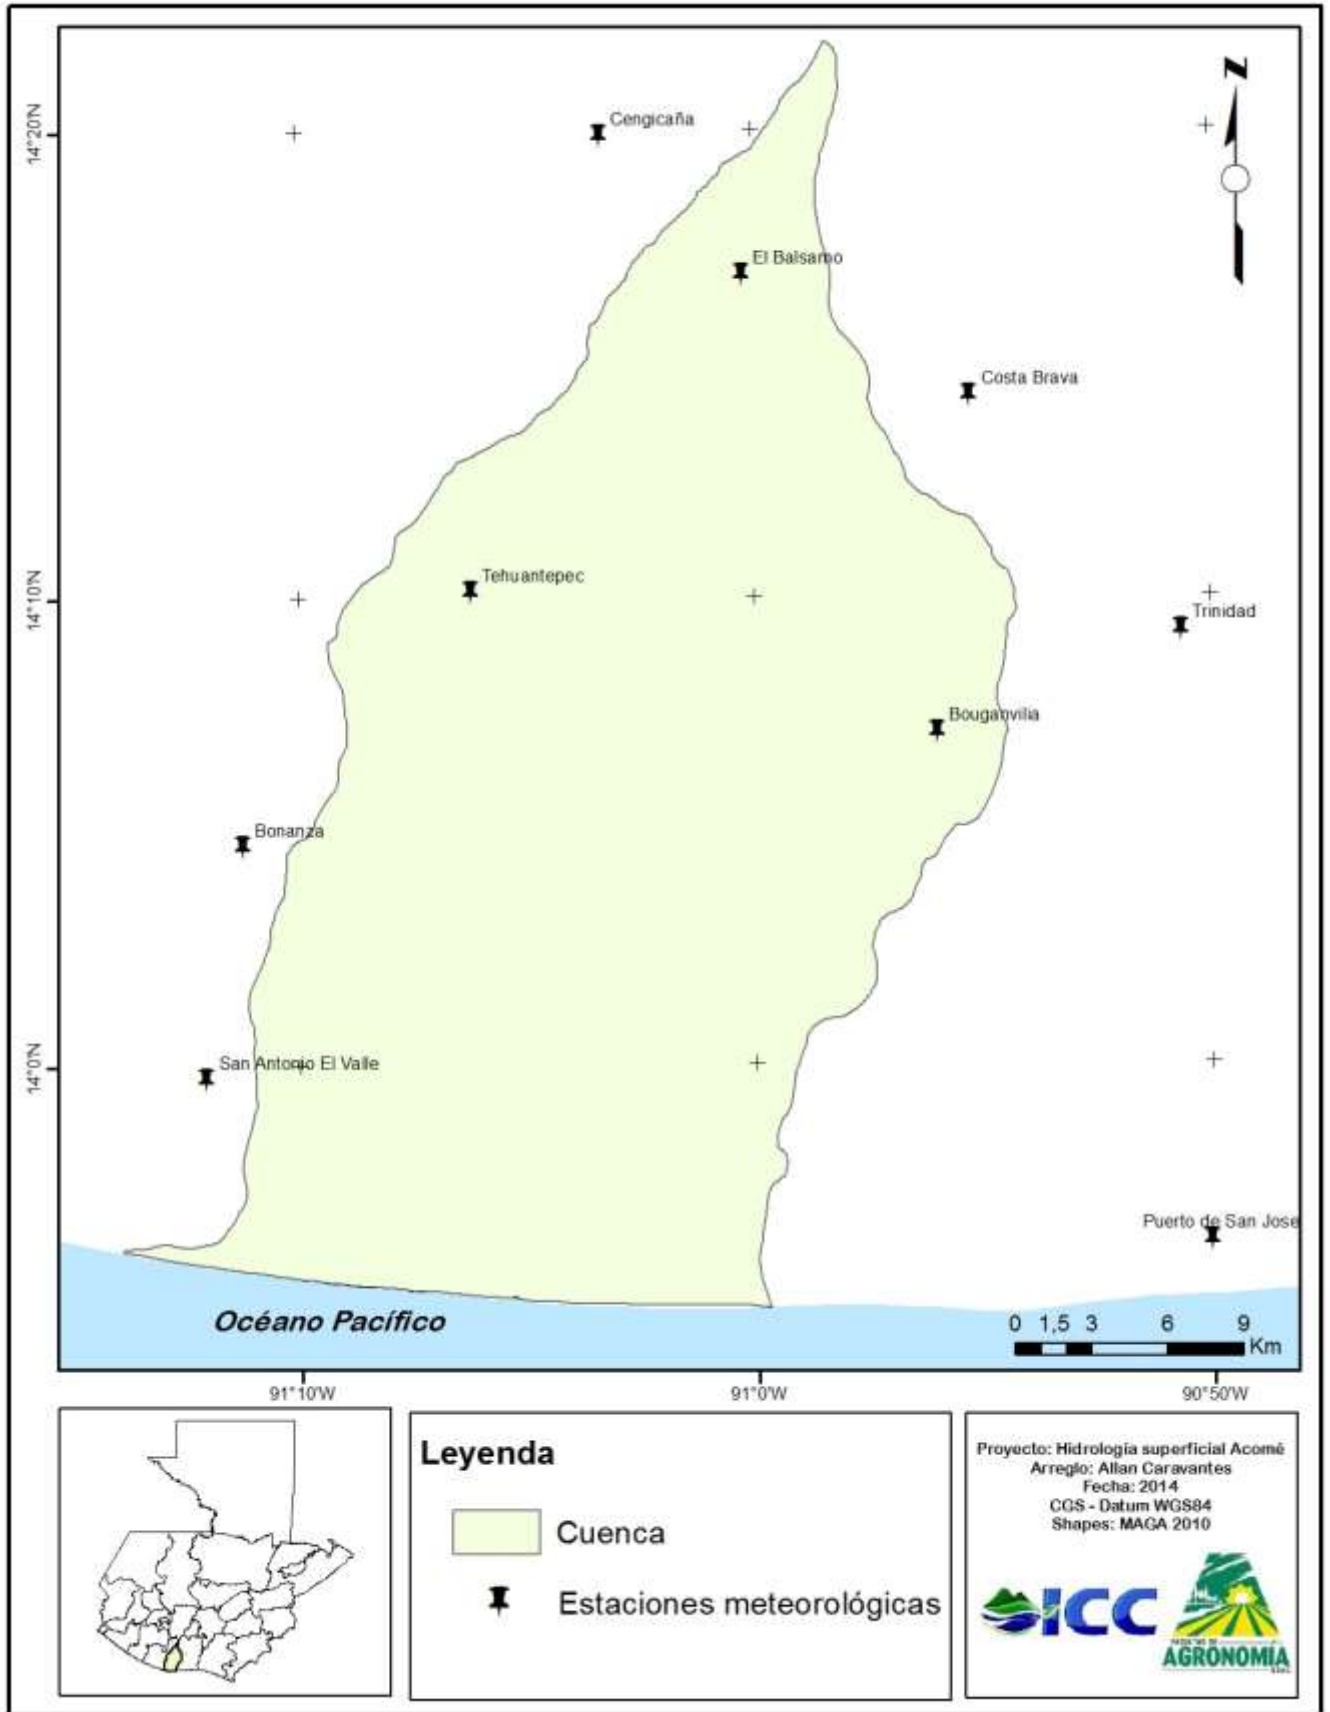 N
14°20'N
Cengicaña
El Balsamo
Costa Brava
14°10'N
Tehuantepec
Trinidad
Bouganvilia
Bonanza
14°0'N
San Antonio El Valle
Puerto de San Jose
Océano Pacífico
0 1,5 3 6 9
Km
91°10'W 91°0'W 90°50'W
Leyenda
Cuenca
Estaciones meteorológicas
Proyecto: Hidrología superficial Acomé
Arreglo: Allan Caravantes
Fecha: 2014
CGS - Datum WGS84
Shapes: MAGA 2010
ICC
AGRONOMIA